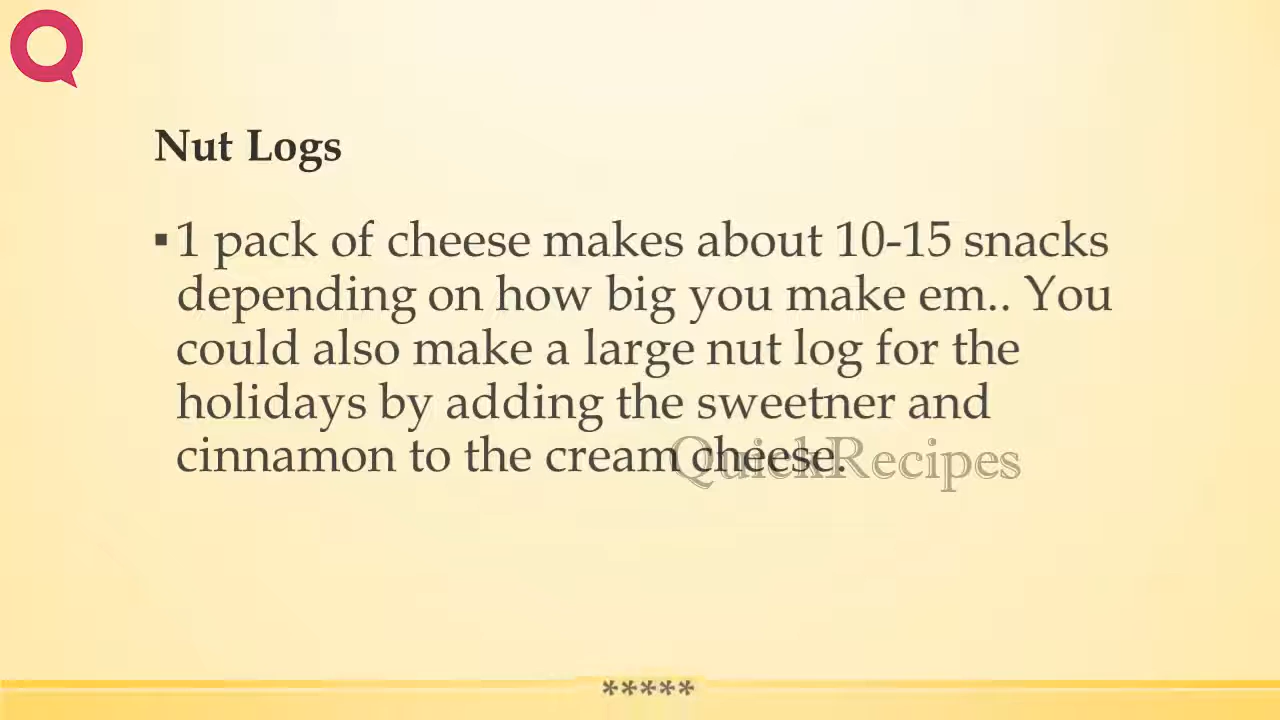 Nut Logs
▪1 pack of cheese makes about 10-15 snacks
depending on how big you make em.. You
could also make a large nut log for the
holidays by adding the sweetner and
cinnamon to the cream cheese.
QuickRecipes
*****